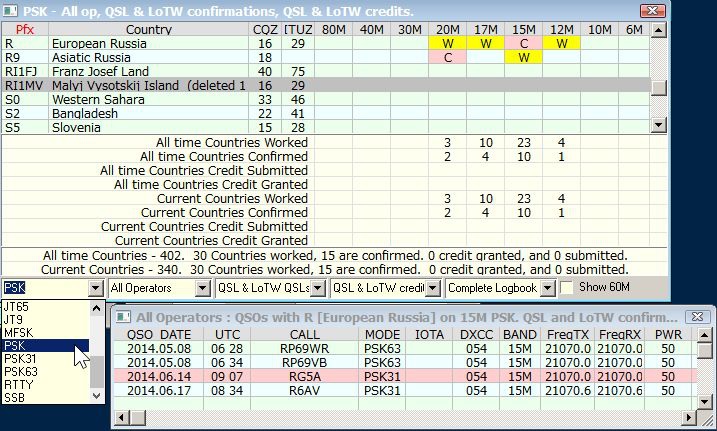 PSK - All op, QSL & LoTW confirmations, QSL & LoTW credits.
Pfx Country CQZ ITUZ 80M 40M 30M 20M 17M 15M 12M 10M 6M
R European Russia 16 29 W W C W
R9 Asiatic Russia 18 C W
RI1FJ Franz Josef Land 40 75
RI1MV Malyj Vysotskij Island (deleted 1 16 29
S0 Western Sahara 33 46
S2 Bangladesh 22 41
S5 Slovenia 15 28
All time Countries Worked 3 10 23 4
All time Countries Confirmed 2 4 10 1
All time Countries Credit Submitted
All time Countries Credit Granted
Current Countries Worked 3 10 23 4
Current Countries Confirmed 2 4 10 1
Current Countries Credit Submitted
Current Countries Credit Granted
All time Countries - 402. 30 Countries worked, 15 are confirmed. 0 credit granted, and 0 submitted.
Current Countries - 340. 30 Countries worked, 15 are confirmed. 0 credit granted, and 0 submitted.
PSK All Operators QSL & LoTW QSLs QSL & LoTW credit Complete Logbook Show 60M
JT65
JT9
MFSK
PSK
PSK31
PSK63
RTTY
SSB
All Operators : QSOs with R [European Russia] on 15M PSK. QSL and LoTW confirm...
QSO DATE UTC CALL MODE IOTA DXCC BAND FreqTX FreqRX PWR
2014.05.08 06 28 RP69WR PSK63 054 15M 21070.0 21070.0 50
2014.05.08 06 34 RP69VB PSK63 054 15M 21070.0 21070.0 50
2014.06.14 09 07 RG5A PSK31 054 15M 21070.0 21070.0 50
2014.06.17 08 34 R6AV PSK31 054 15M 21070.6 21070.6 50